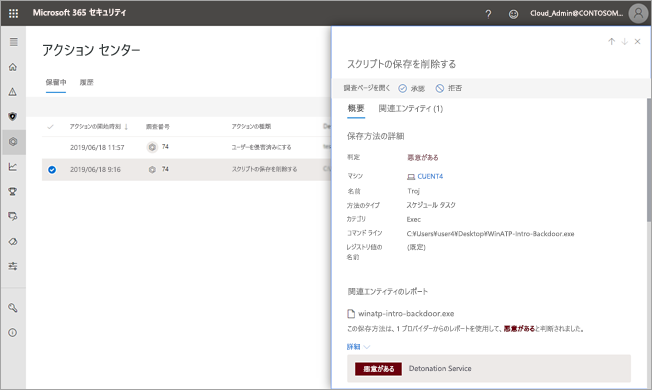 Microsoft 365 セキュリティ
?
Cloud_Admin@CONTOSOM...
アクション センター
保留中 履歴
アクションの開始時刻 ↓ 調査番号 アクションの種類
2019/06/18 11:57 74 ユーザーを侵害済みにする
2019/06/18 9:16 74 スクリプトの保存を削除する
スクリプトの保存を削除する
調査ページを開く 承認 拒否
概要 関連エンティティ (1)
保存方法の詳細
判定 悪意がある
マシン CUENT4
名前 Troj
方法のタイプ スケジュール タスク
カテゴリ Exec
コマンド ライン C:¥Users¥user4¥Desktop¥WinATP-Intro-Backdoor.exe
レジストリ値の (既定)
名前
関連エンティティのレポート
winatp-intro-backdoor.exe
この保存方法は、1 プロバイダーからのレポートを使用して、悪意があると判断されました。
詳細
悪意がある Detonation Service